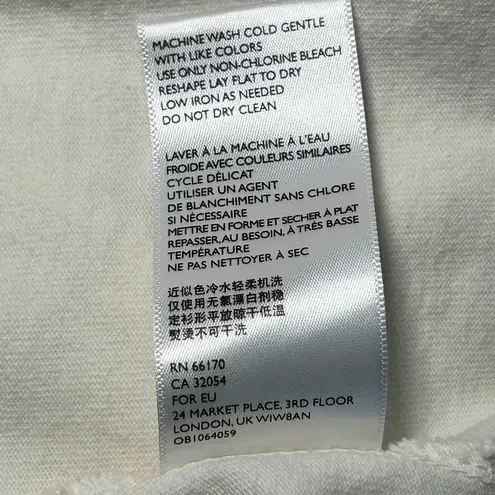 MACHINE WASH COLD GENTLE
WITH LIKE COLORS
USE ONLY NON-CHLORINE BLEACH
RESHAPE LAY FLAT TO DRY
LOW IRON AS NEEDED
DO NOT DRY CLEAN
LAVER À LA MACHINE À L'EAU
FROIDE AVEC COULEURS SIMILAIRES
CYCLE DÉLICAT
UTILISER UN AGENT
DE BLANCHIMENT SANS CHLORE
SI NÉCESSAIRE
METTRE EN FORME ET SECHER À PLAT
REPASSER, AU BESOIN, À TRÉS BASSE
TEMPÉRATURE
NE PAS NETTOYER À SEC
近似色冷水轻柔机洗
仅使用无氯漂白剂稳
定衫形平放晾干低温
熨烫不可干洗
RN 66170
CA 32054
FOR EU
24 MARKET PLACE, 3RD FLOOR
LONDON, UK W1W8AN
OB1064059